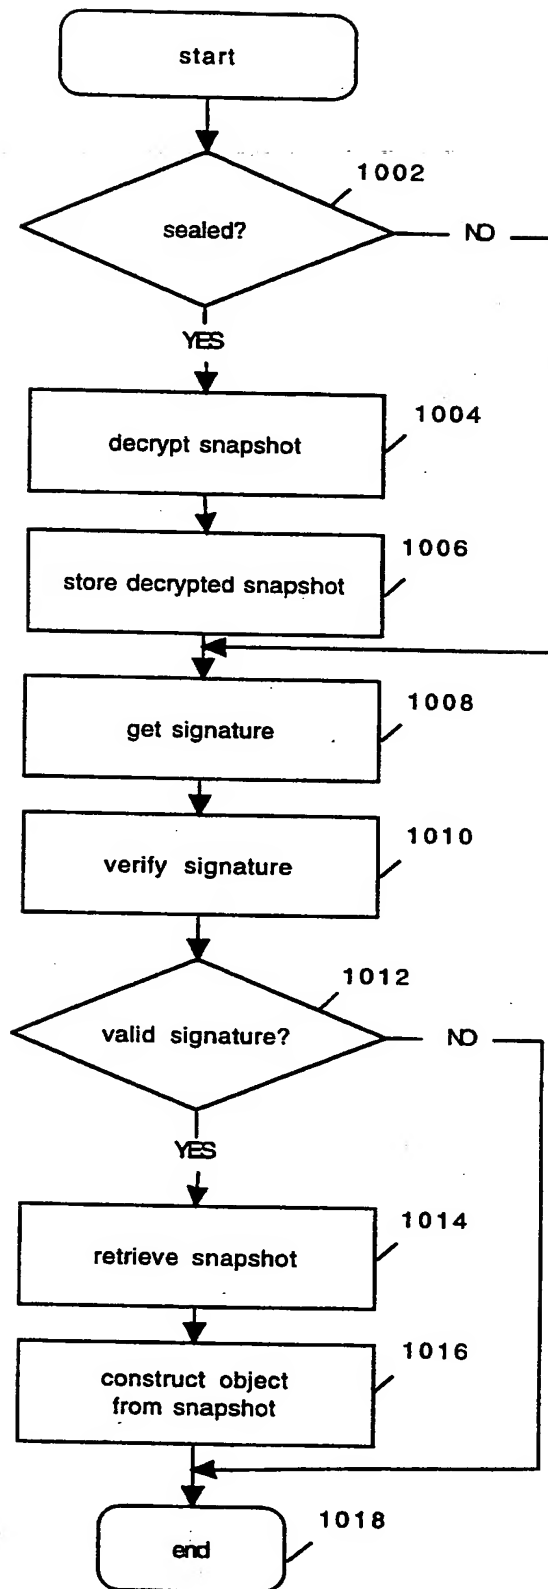 start
1002
sealed?
NO
YES
1004
decrypt snapshot
1006
store decrypted snapshot
1008
get signature
1010
verify signature
1012
valid signature?
NO
YES
1014
retrieve snapshot
1016
construct object
from snapshot
1018
end